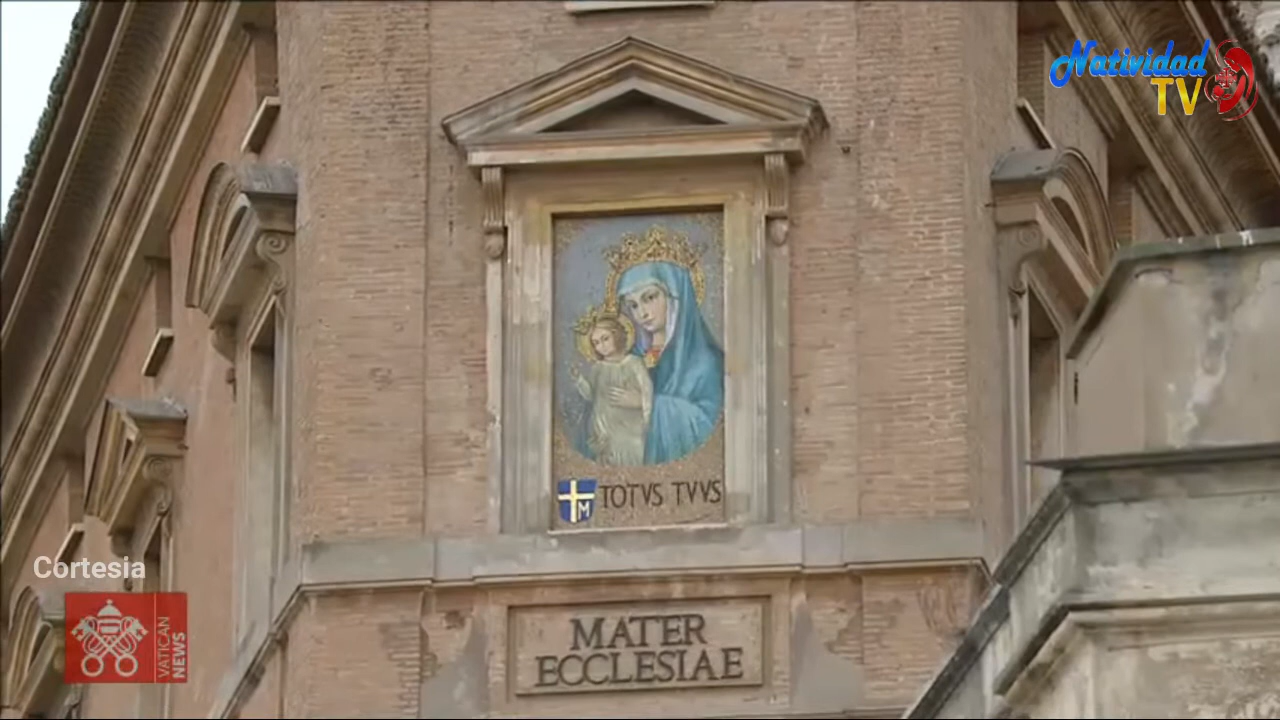 Natividad
TV
TOTVS TVVS
M
Cortesia
VATICAN
NEWS
MATER
ECCLESIAE